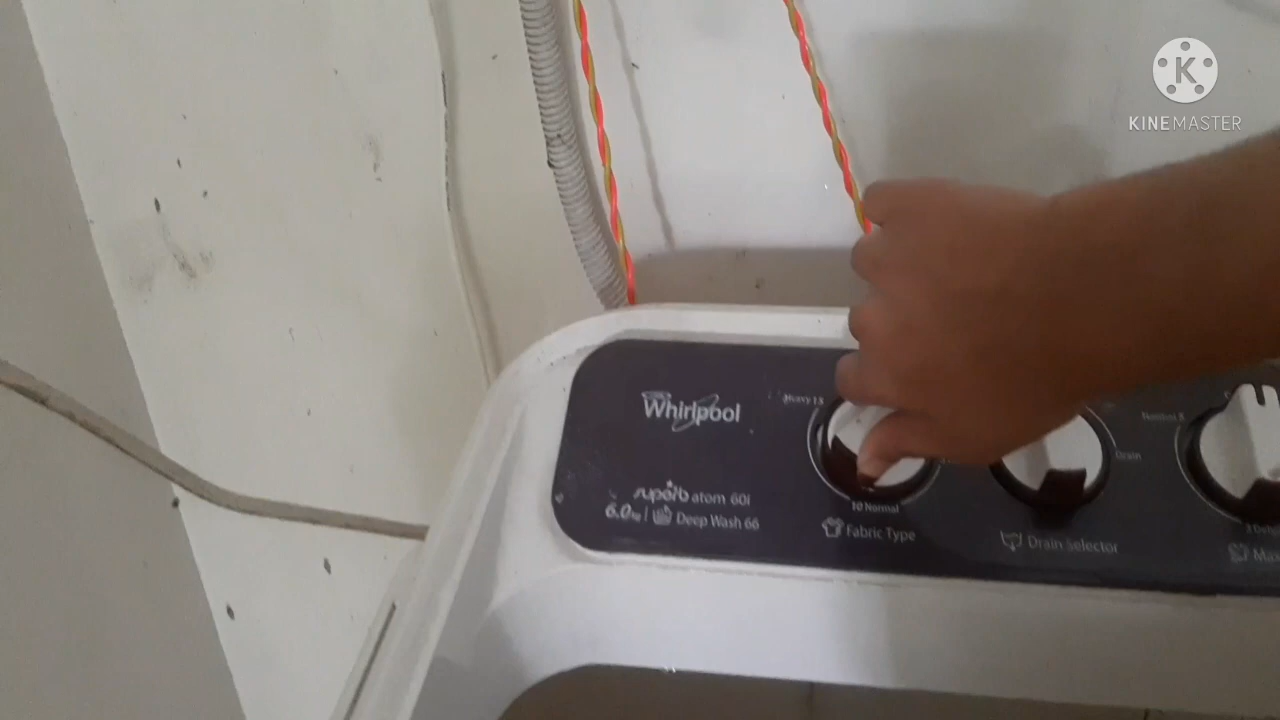 K
KINEMASTER
Whirlpool
Heavy 15
Drain
superb atom 60i
6.0kg | Deep Wash 66
10 Normal
Fabric Type
Drain Selector